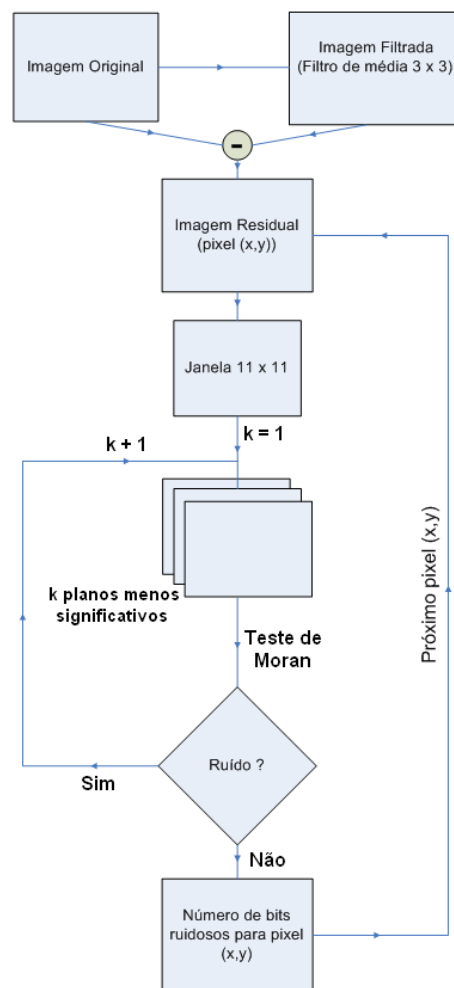 Imagem Original
Imagem Filtrada
(Filtro de média 3 x 3)
-
Imagem Residual
(pixel (x,y))
Janela 11 x 11
k + 1
k = 1
k planos menos
significativos
Teste de
Moran
Próximo pixel (x,y)
Ruído ?
Sim
Não
Número de bits
ruidosos para pixel
(x,y)